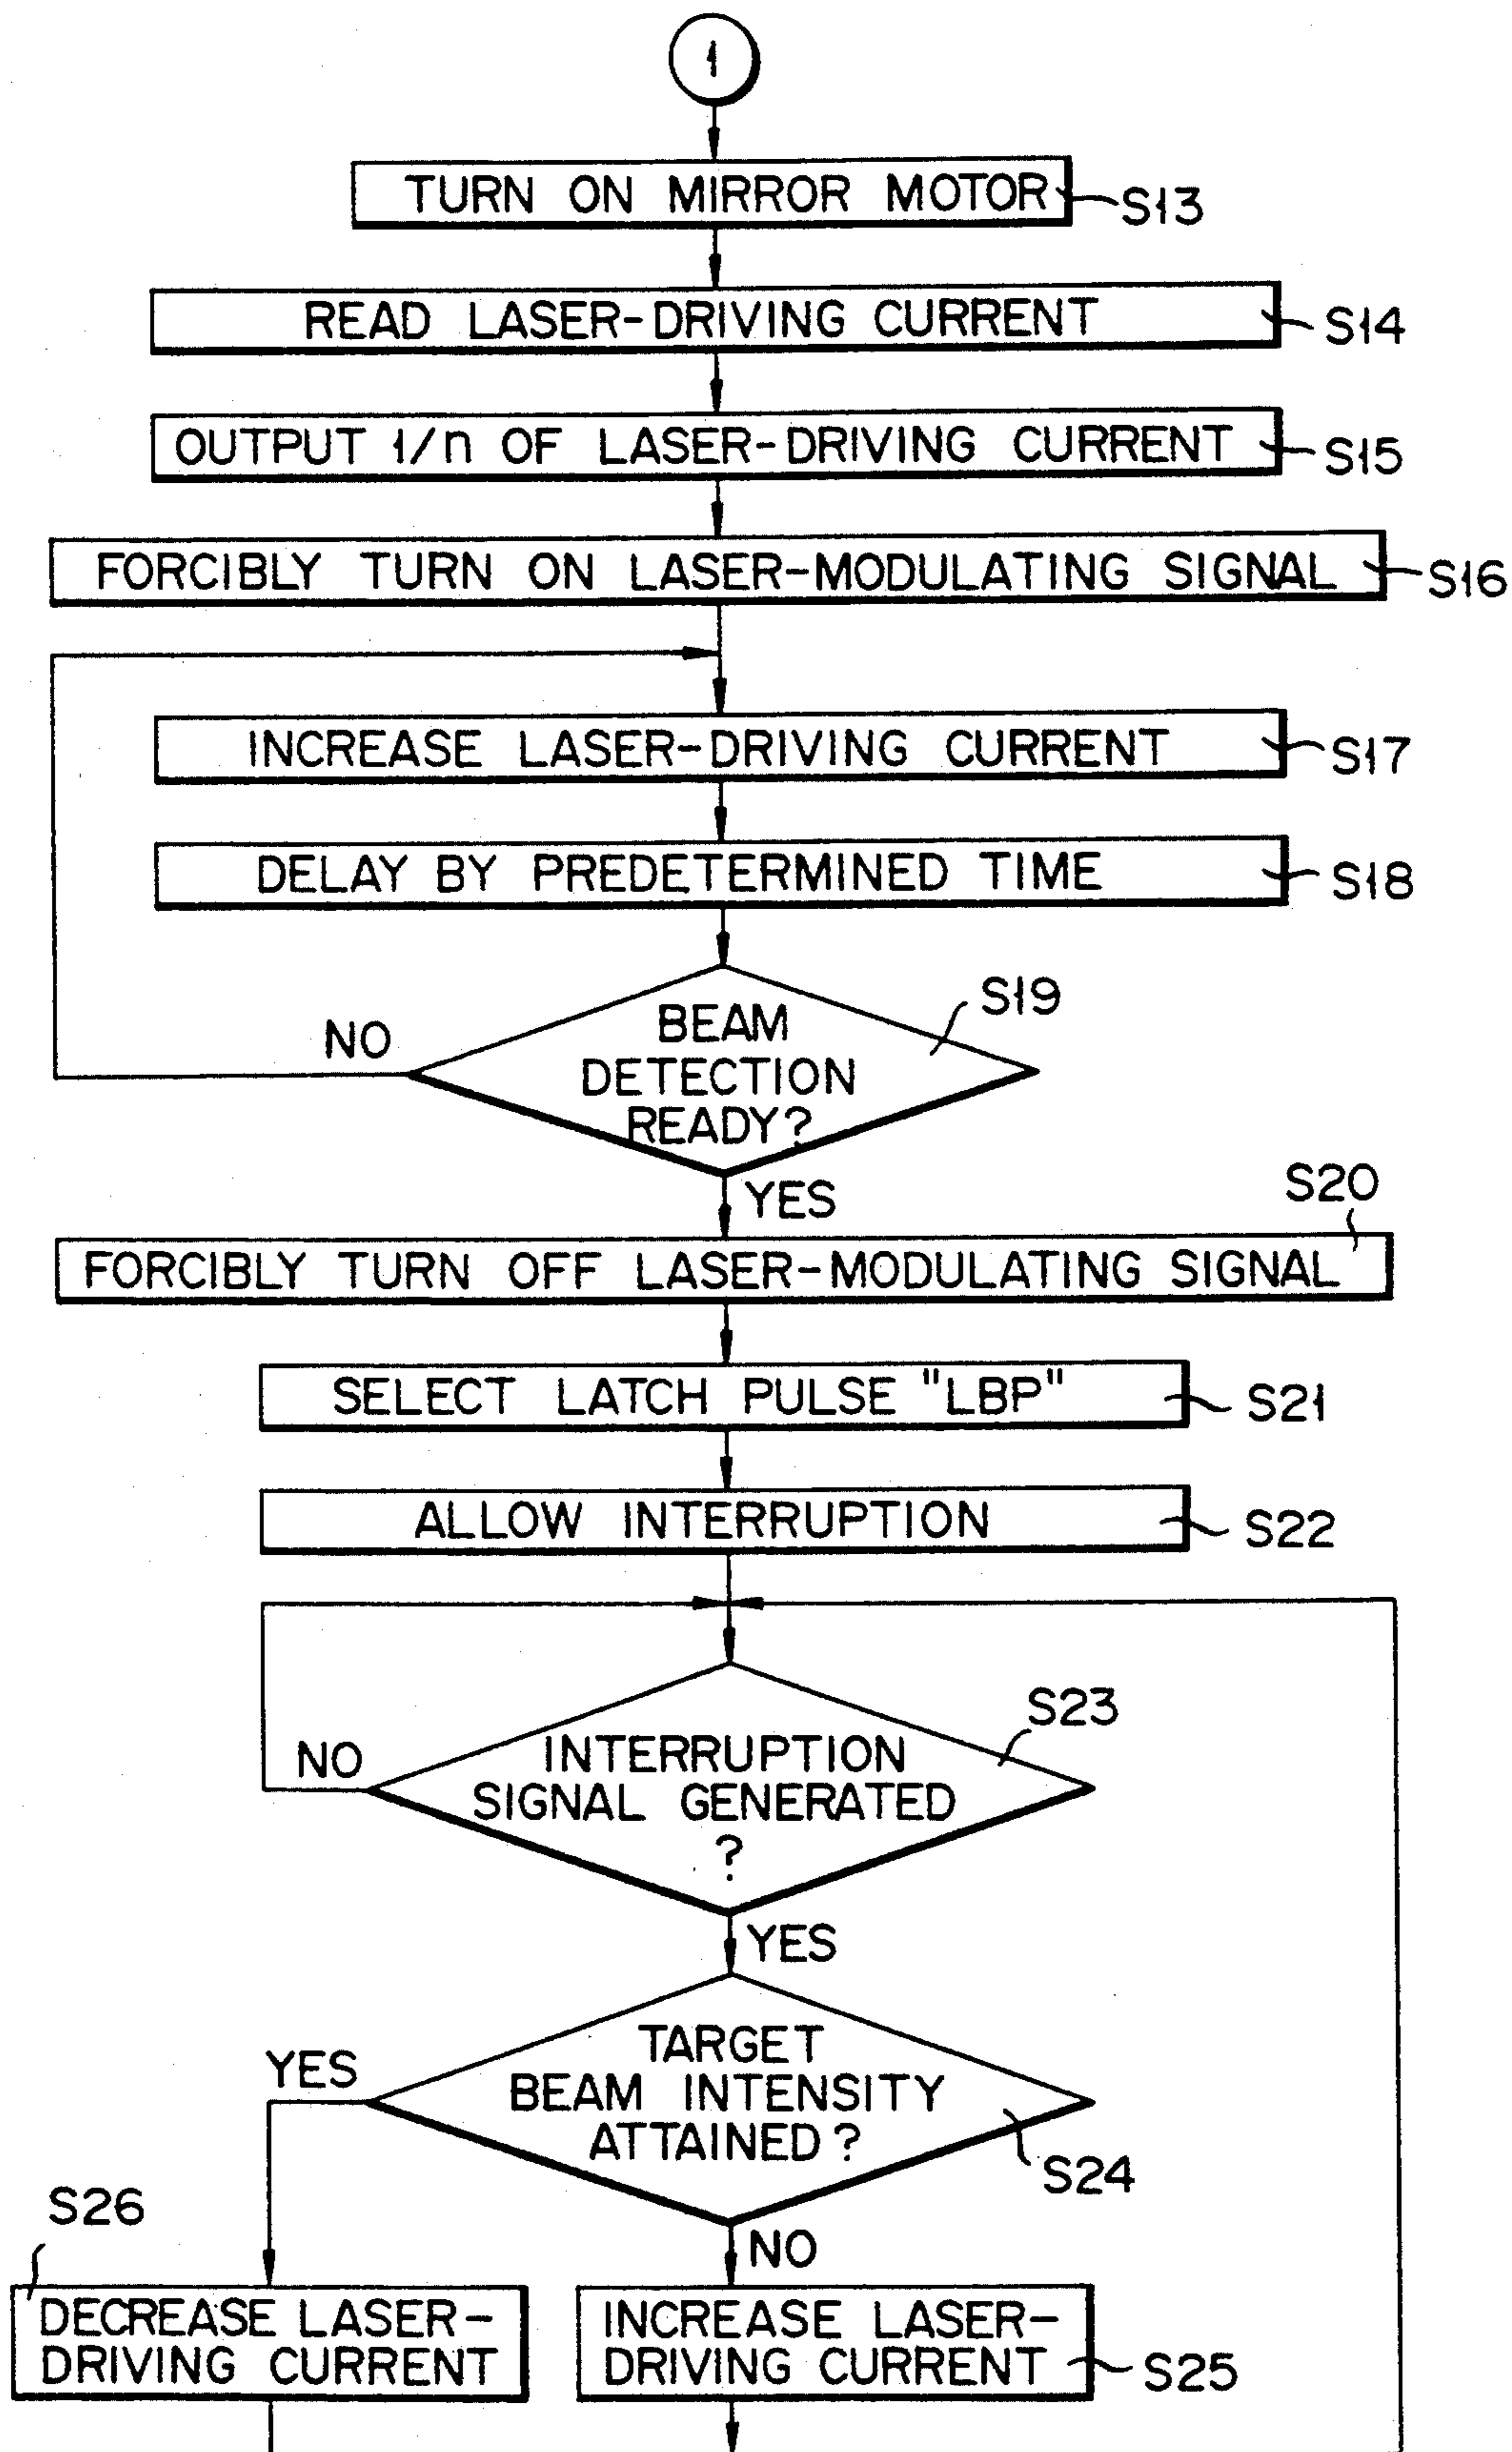 1
TURN ON MIRROR MOTOR
S13
READ LASER-DRIVING CURRENT
S14
OUTPUT 1/n OF LASER-DRIVING CURRENT
S15
FORCIBLY TURN ON LASER-MODULATING SIGNAL
S16
INCREASE LASER-DRIVING CURRENT
S17
DELAY BY PREDETERMINED TIME
S18
S19
BEAM
DETECTION
READY?
NO
YES
S20
FORCIBLY TURN OFF LASER-MODULATING SIGNAL
SELECT LATCH PULSE "LBP"
S21
ALLOW INTERRUPTION
S22
S23
INTERRUPTION
SIGNAL GENERATED
?
NO
YES
TARGET
BEAM INTENSITY
ATTAINED?
YES
S24
NO
S26
DECREASE LASER-
DRIVING CURRENT
INCREASE LASER-
DRIVING CURRENT
S25